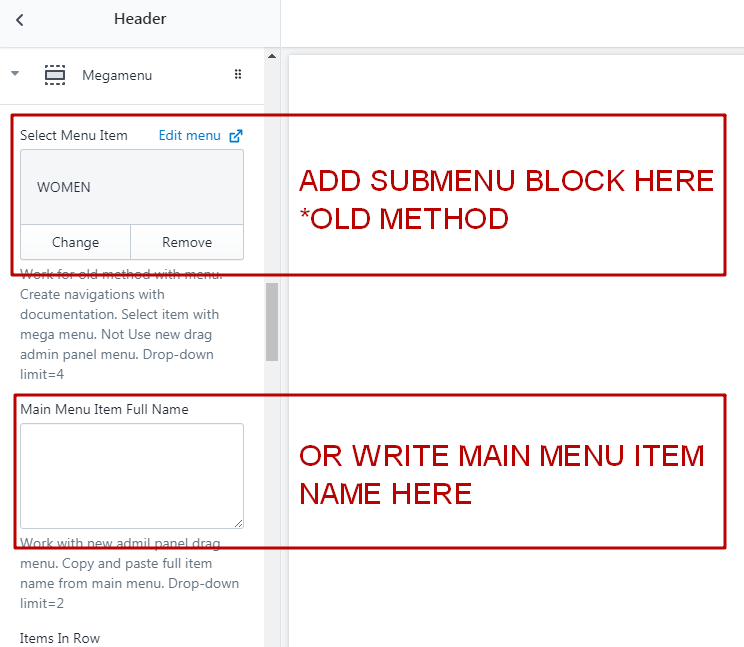 Header
Megamenu
Select Menu Item Edit menu
WOMEN
Change Remove
ADD SUBMENU BLOCK HERE
*OLD METHOD
Work for old method with menu.
Create navigations with
documentation. Select item with
mega menu. Not Use new drag
admin panel menu. Drop-down
limit=4
Main Menu Item Full Name
OR WRITE MAIN MENU ITEM
NAME HERE
Work with new admil panel drag
menu. Copy and paste full item
name from main menu. Drop-down
limit=2
Items In Row